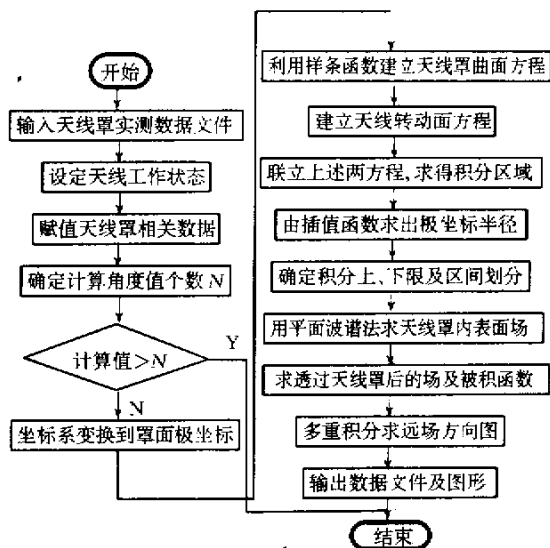 开始
输入天线罩实测数据文件
设定天线工作状态
赋值天线罩相关数据
确定计算角度值个数 N
计算值>N
Y
N
坐标系变换到罩面极坐标
利用样条函数建立天线罩曲面方程
建立天线转动面方程
联立上述两方程,求得积分区域
由插值函数求出极坐标半径
确定积分上、下限及区间划分
用平面波谱法求天线罩内表面场
求透过天线罩后的场及被积函数
多重积分求远场方向图
输出数据文件及图形
结束